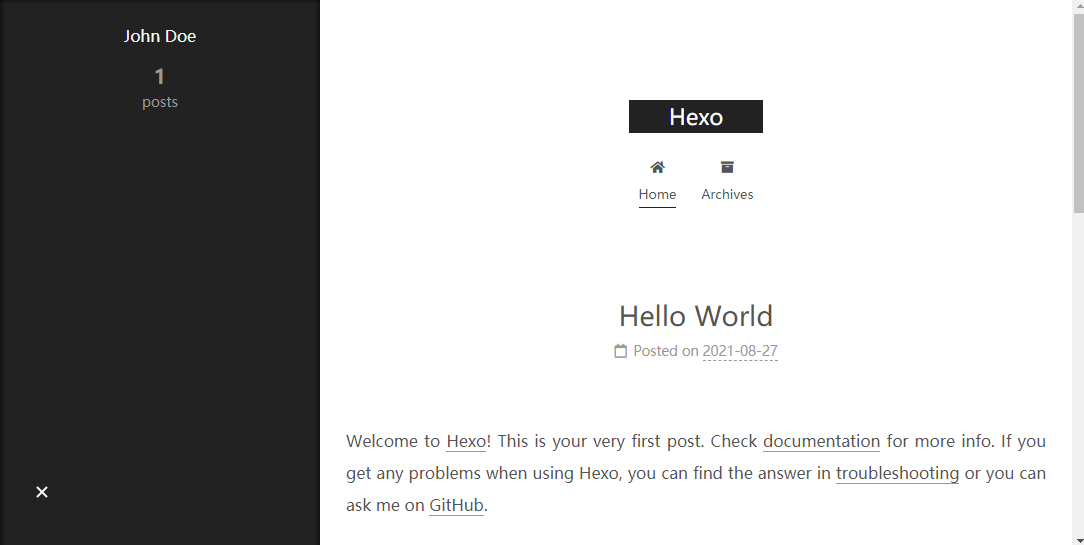 John Doe
1
posts
Hexo
Home
Archives
Hello World
Posted on 2021-08-27
Welcome to Hexo! This is your very first post. Check documentation for more info. If you
get any problems when using Hexo, you can find the answer in troubleshooting or you can
ask me on GitHub.